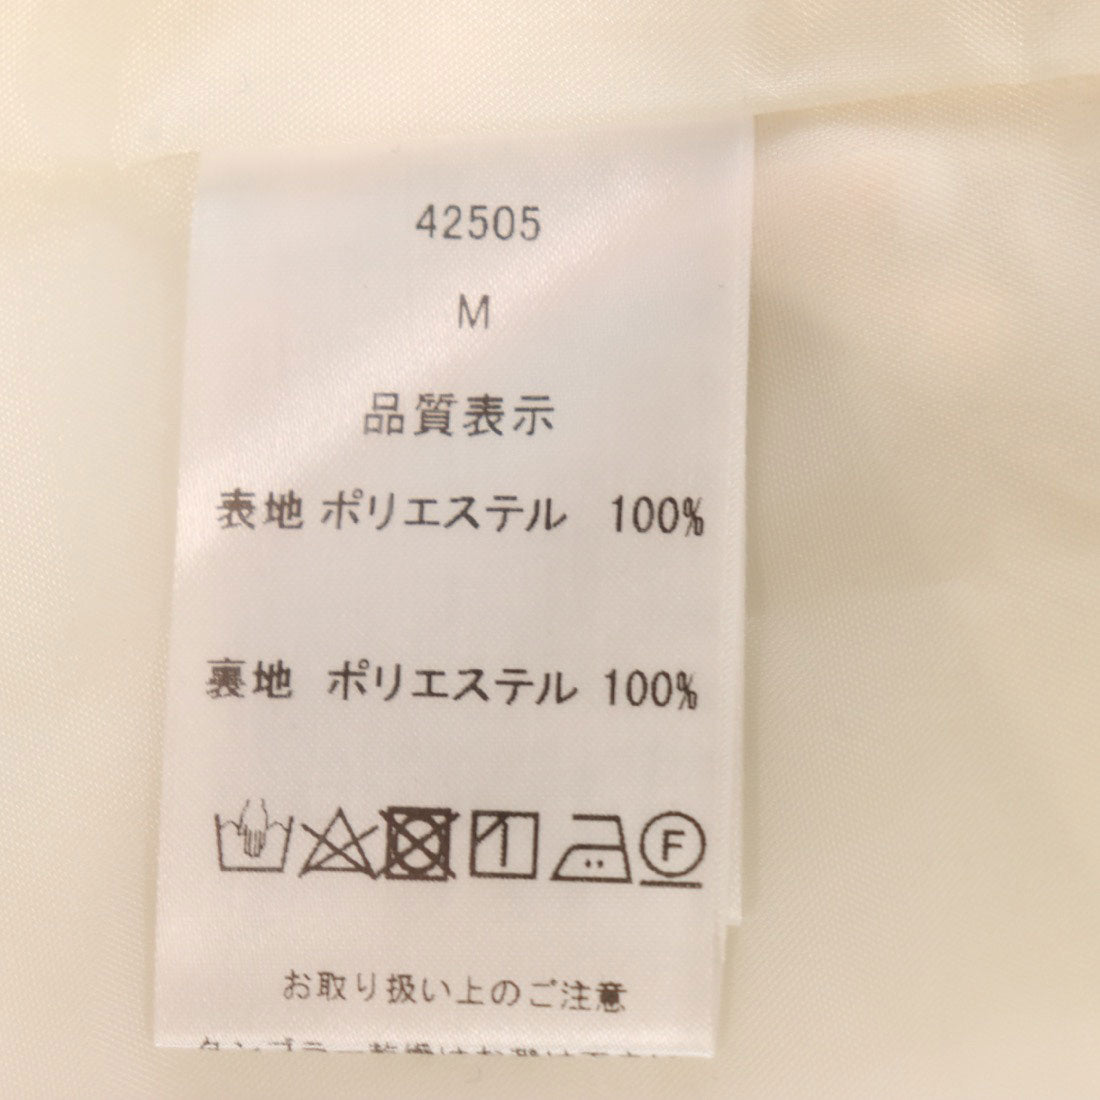 42505
M
品質表示
表地 ポリエステル 100%
裏地 ポリエステル 100%
F
お取り扱い上のご注意